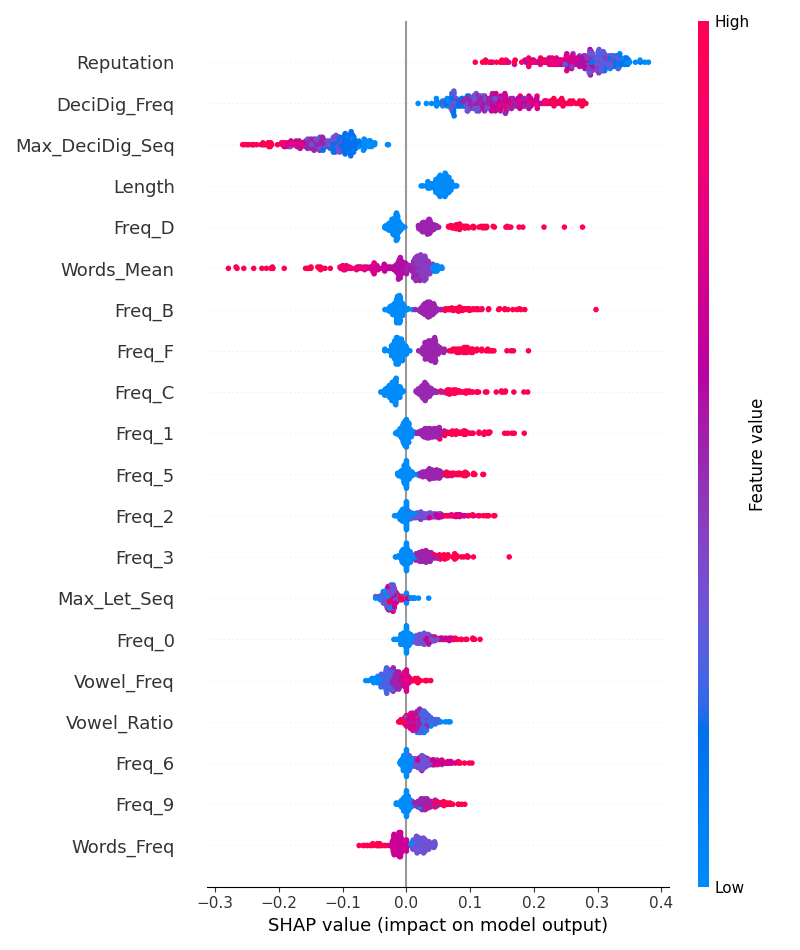 High
Reputation
DeciDig_Freq
Max_DeciDig_Seq
Length
Freq_D
Words_Mean
Freq_B
Freq_F
Freq_C
Freq_1
Freq_5
Freq_2
Freq_3
Max_Let_Seq
Freq_0
Vowel_Freq
Vowel_Ratio
Freq_6
Freq_9
Words_Freq
Feature value
Low
−0.3 −0.2 −0.1 0.0 0.1 0.2 0.3 0.4
SHAP value (impact on model output)